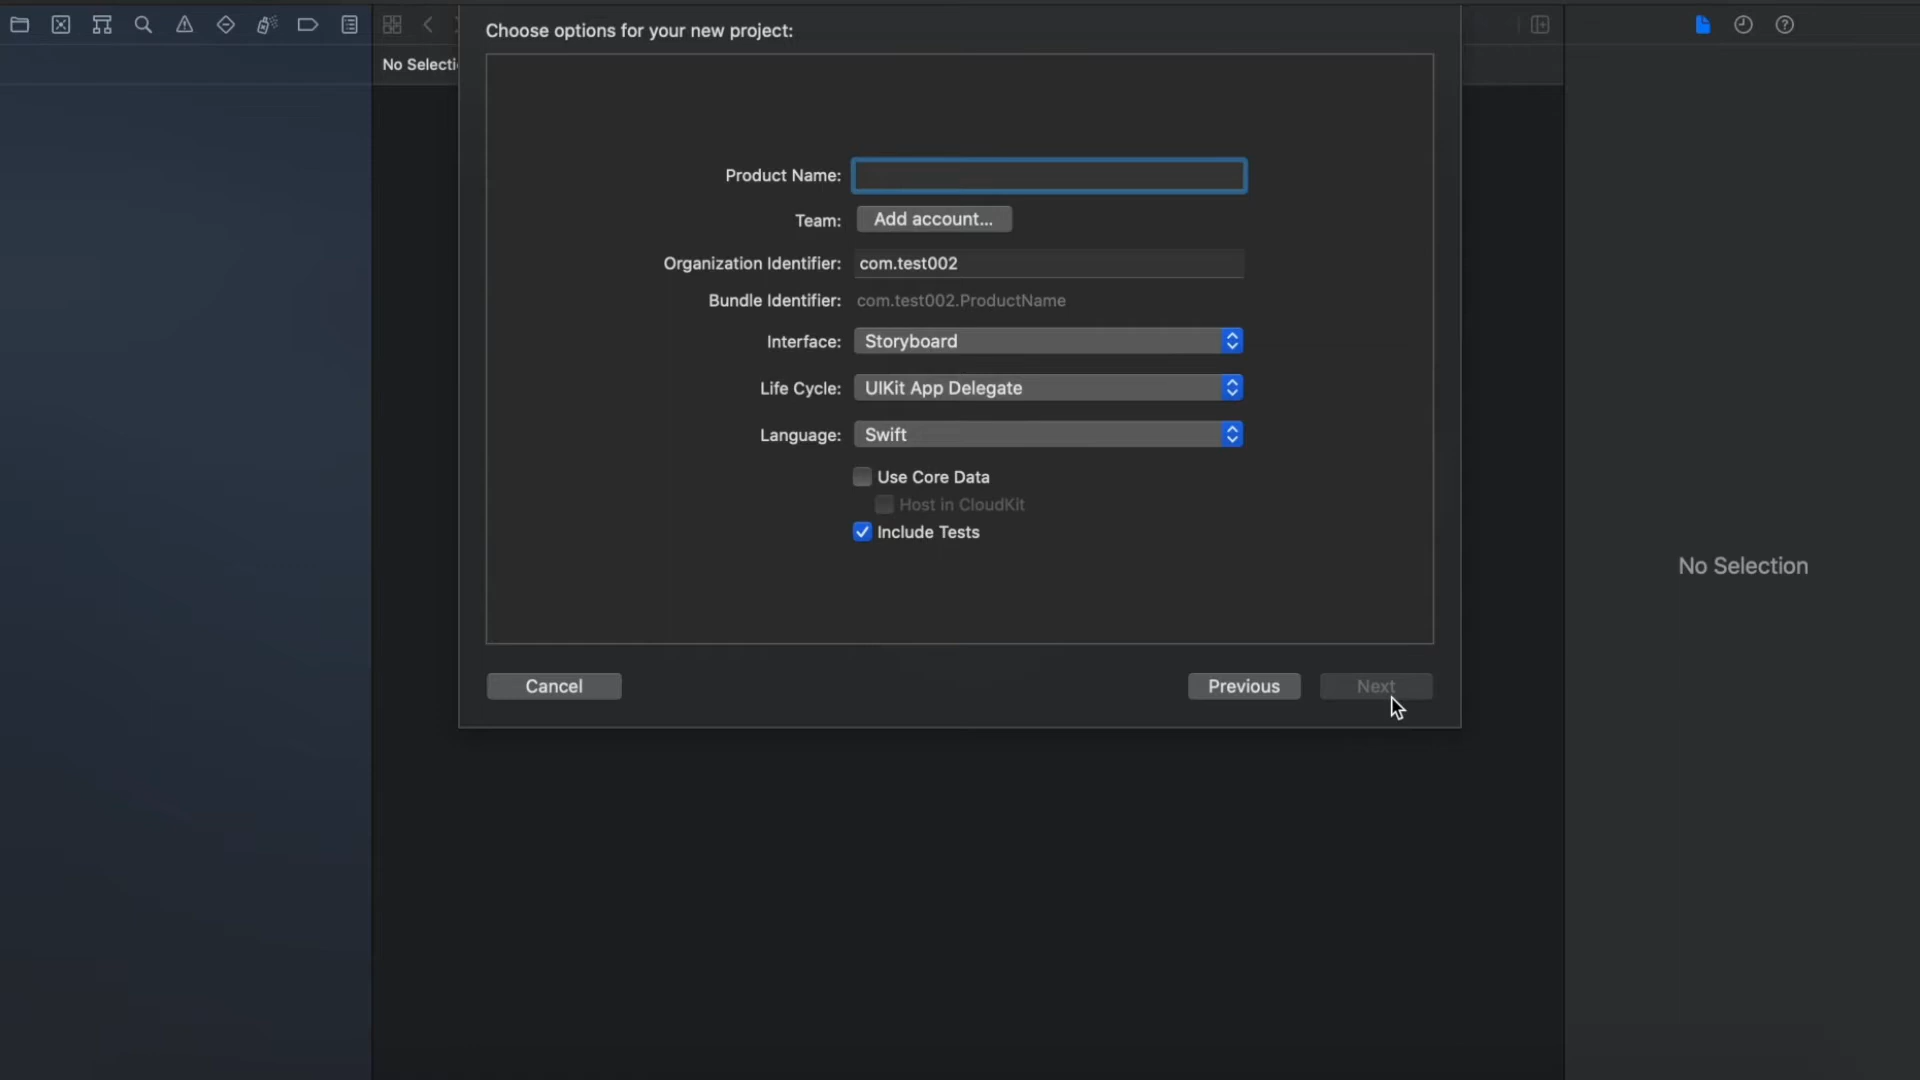 Choose options for your new project:
No Selecti
Product Name:
Team: Add account...
Organization Identifier: com.test002
Bundle Identifier: com.test002.ProductName
Interface: Storyboard
Life Cycle: UIKit App Delegate
Language: Swift
Use Core Data
Host in CloudKit
Include Tests
No Selection
Cancel
Previous
Next